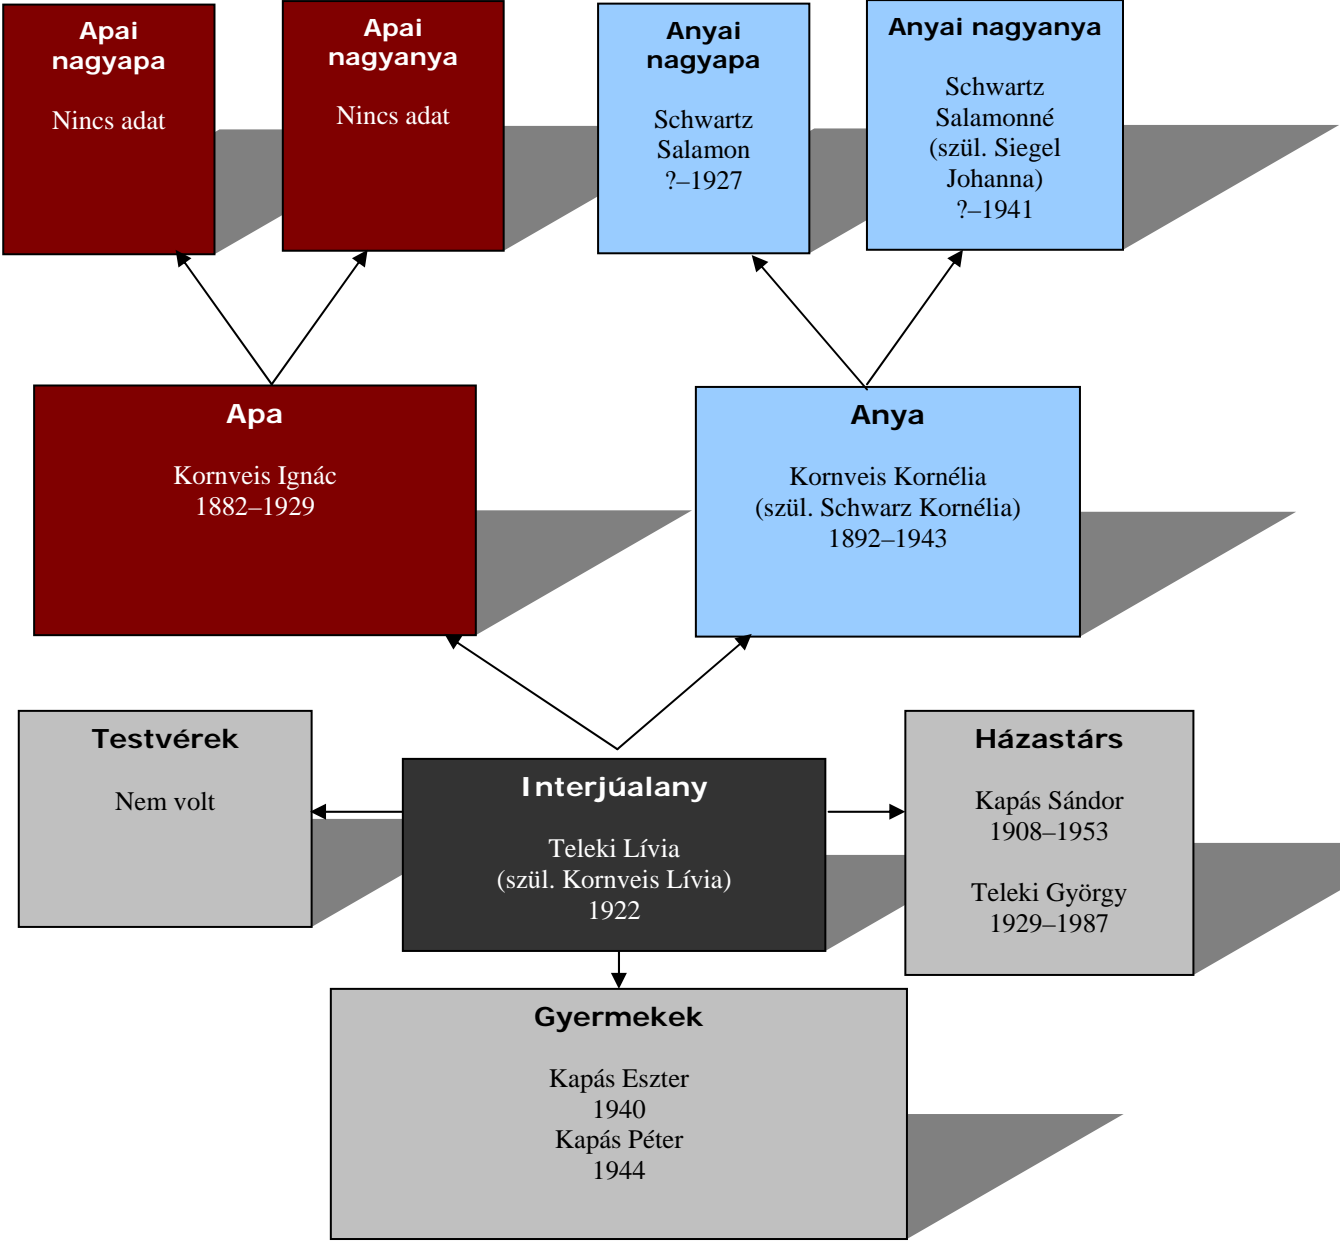 Apai
nagyapa
Nincs adat
Apai
nagyanya
Nincs adat
Anyai
nagyapa
Schwartz
Salamon
?–1927
Anyai nagyanya
Schwartz
Salamonné
(szül. Siegel
Johanna)
?–1941
Apa
Kornveis Ignác
1882–1929
Anya
Kornveis Kornélia
(szül. Schwarz Kornélia)
1892–1943
Testvérek
Nem volt
Interjúalany
Teleki Lívia
(szül. Kornveis Lívia)
1922
Házastárs
Kapás Sándor
1908–1953
Teleki György
1929–1987
Gyermekek
Kapás Eszter
1940
Kapás Péter
1944